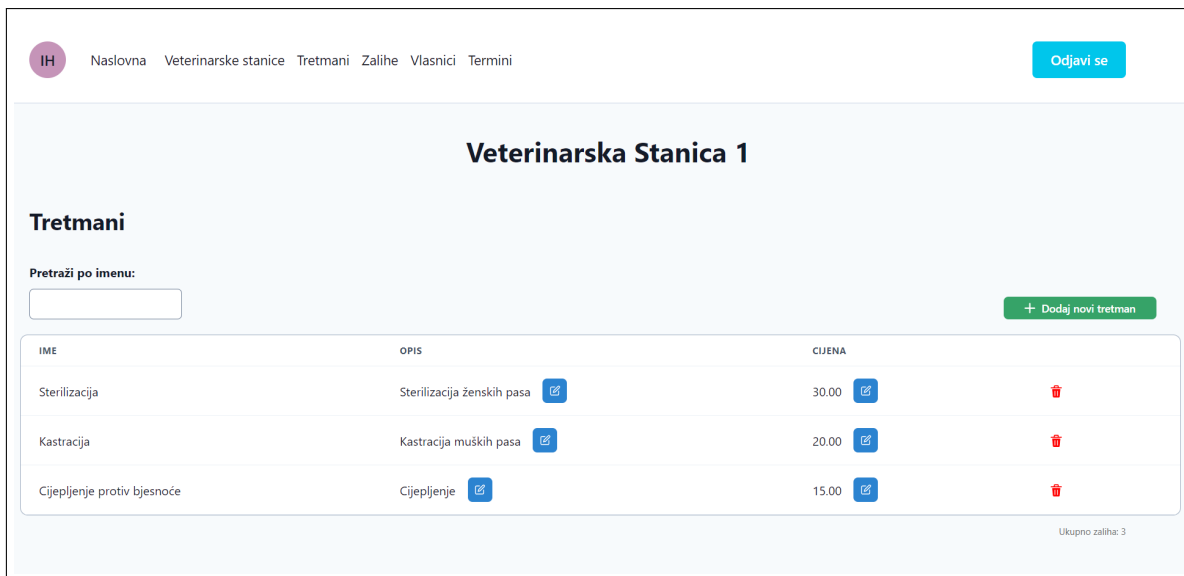 IH Naslovna Veterinarske stanice Tretmani Zalihe Vlasnici Termini Odjavi se
Veterinarska Stanica 1
Tretmani
Pretraži po imenu:
+ Dodaj novi tretman
IME OPIS CIJENA
Sterilizacija Sterilizacija ženskih pasa 30.00
Kastracija Kastracija muških pasa 20.00
Cijepljenje protiv bjesnoće Cijepljenje 15.00
Ukupno zaliha: 3